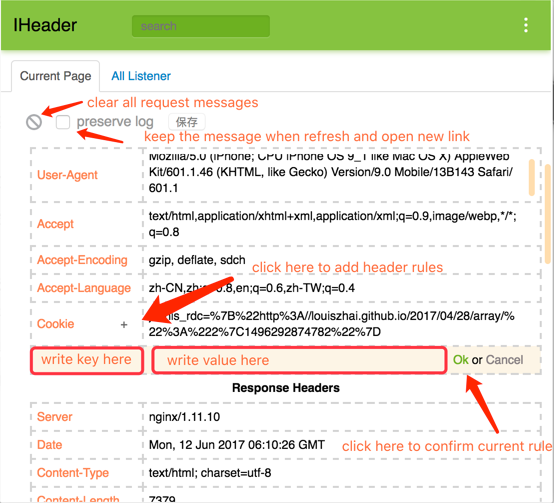 IHeader
search
Current Page
All Listener
clear all request messages
preserve log
保存
keep the message when refresh and open new link
Mozilla/5.0 (iPhone; CPU iPhone OS 9_1 like Mac OS X) AppleWeb
User-Agent
Kit/601.1.46 (KHTML, like Gecko) Version/9.0 Mobile/13B143 Safari/
601.1
Accept
text/html,application/xhtml+xml,application/xml;q=0.9,image/webp,*/*;
q=0.8
Accept-Encoding
gzip, deflate, sdch
click here to add header rules
Accept-Language
zh-CN,zh;q=0.8,en;q=0.6,zh-TW;q=0.4
Cookie
+
is_rdc=%7B%22http%3A//louiszhai.github.io/2017/04/28/array/%
22%3A%222%7C1496292874782%22%7D
write key here
write value here
Ok or Cancel
Response Headers
Server
nginx/1.11.10
Date
Mon, 12 Jun 2017 06:10:26 GMT
click here to confirm current rule
Content-Type
text/html; charset=utf-8
Content-Length
7379